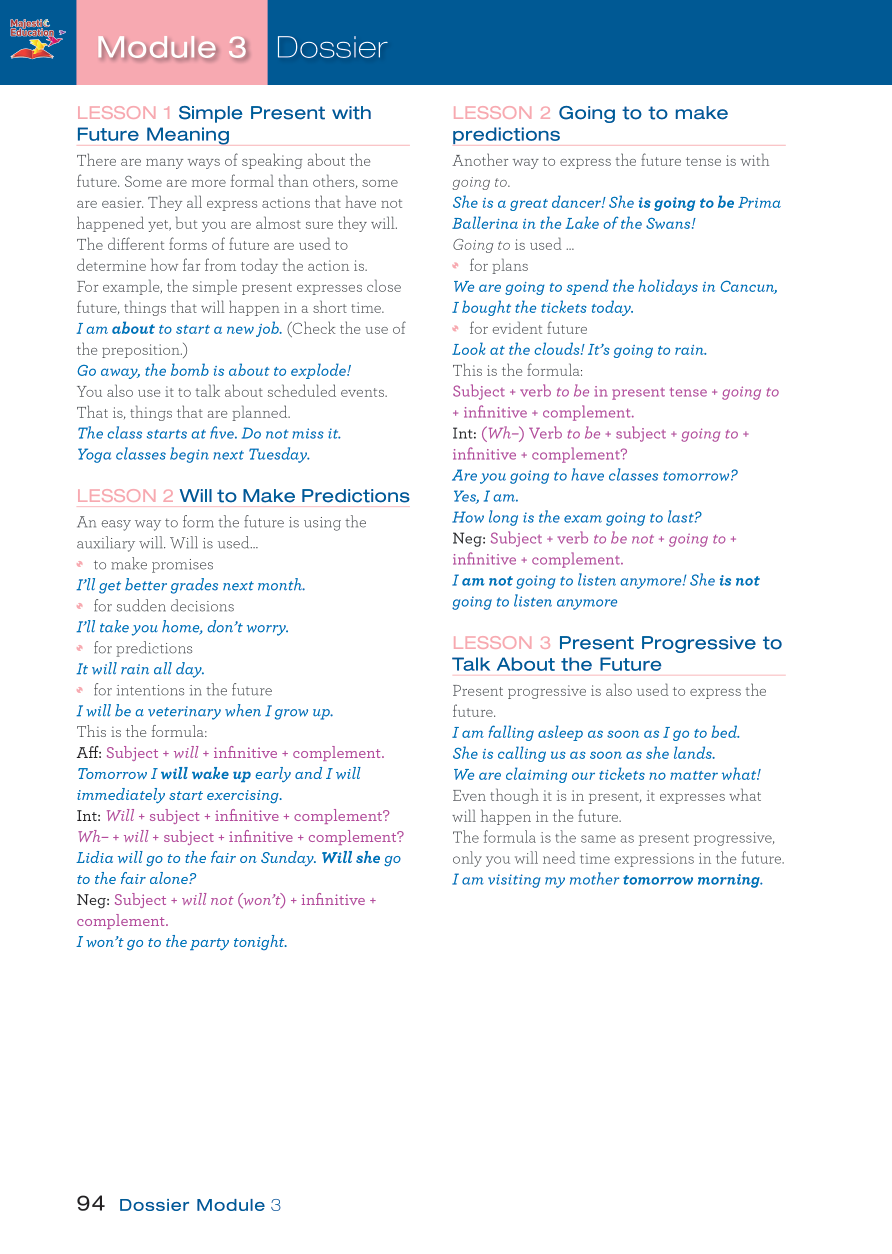 Majestic
Education
Module 3 Dossier
LESSON 1 Simple Present with
Future Meaning
There are many ways of speaking about the
future. Some are more formal than others, some
are easier. They all express actions that have not
happened yet, but you are almost sure they will.
The different forms of future are used to
determine how far from today the action is.
For example, the simple present expresses close
future, things that will happen in a short time.
I am about to start a new job. (Check the use of
the preposition.)
Go away, the bomb is about to explode!
You also use it to talk about scheduled events.
That is, things that are planned.
The class starts at five. Do not miss it.
Yoga classes begin next Tuesday.
LESSON 2 Will to Make Predictions
An easy way to form the future is using the
auxiliary will. Will is used...
to make promises
I'll get better grades next month.
for sudden decisions
I'll take you home, don't worry.
for predictions
It will rain all day.
for intentions in the future
I will be a veterinary when I grow up.
This is the formula:
Aff: Subject + will + infinitive + complement.
Tomorrow I will wake up early and I will
immediately start exercising.
Int: Will + subject + infinitive + complement?
Wh– + will + subject + infinitive + complement?
Lidia will go to the fair on Sunday. Will she go
to the fair alone?
Neg: Subject + will not (won't) + infinitive +
complement.
I won't go to the party tonight.
LESSON 2 Going to to make
predictions
Another way to express the future tense is with
going to.
She is a great dancer! She is going to be Prima
Ballerina in the Lake of the Swans!
Going to is used ...
for plans
We are going to spend the holidays in Cancun,
I bought the tickets today.
for evident future
Look at the clouds! It's going to rain.
This is the formula:
Subject + verb to be in present tense + going to
+ infinitive + complement.
Int: (Wh–) Verb to be + subject + going to +
infinitive + complement?
Are you going to have classes tomorrow?
Yes, I am.
How long is the exam going to last?
Neg: Subject + verb to be not + going to +
infinitive + complement.
I am not going to listen anymore! She is not
going to listen anymore
LESSON 3 Present Progressive to
Talk About the Future
Present progressive is also used to express the
future.
I am falling asleep as soon as I go to bed.
She is calling us as soon as she lands.
We are claiming our tickets no matter what!
Even though it is in present, it expresses what
will happen in the future.
The formula is the same as present progressive,
only you will need time expressions in the future.
I am visiting my mother tomorrow morning.
94 Dossier Module 3